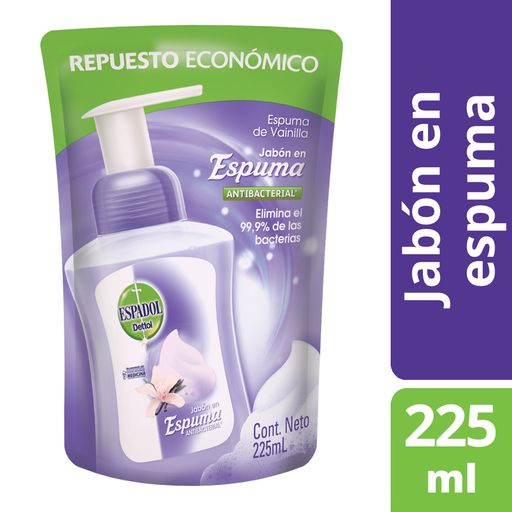 REPUESTO ECONÓMICO
Espuma
de Vainilla
Jabón en
Espuma
ANTIBACTERIAL*
Elimina el
99,9% de las
bacterias
ESPADOL
Dettol
MEDICINA
Jabón en
Espuma
ANTIBACTERIAL*
Cont. Neto
225mL
Jabón en
espuma
225
ml